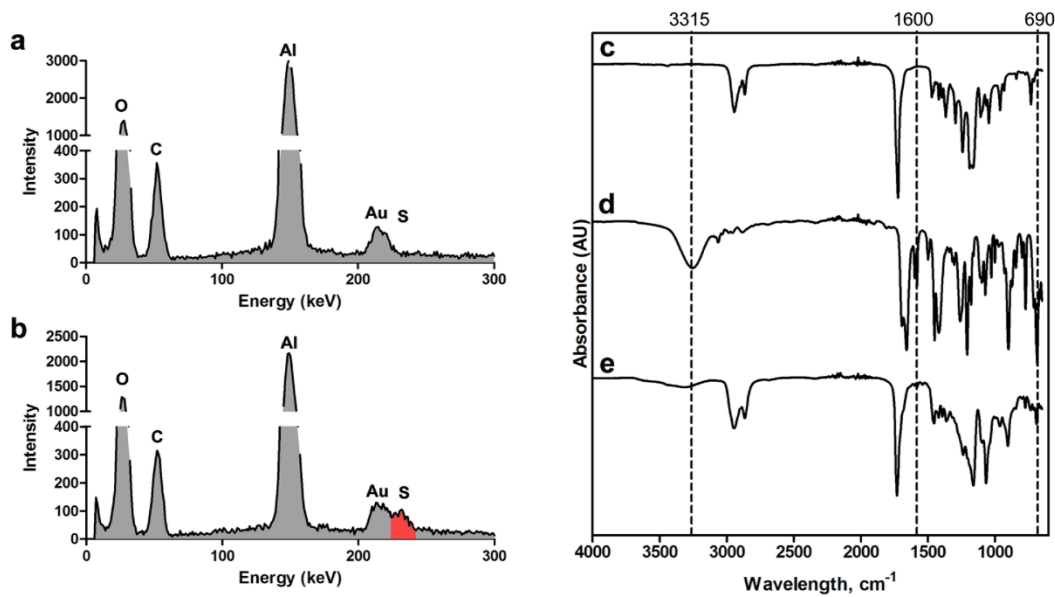 a
3000
2000
1000
400
300
200
100
0
Intensity
O
C
Al
Au S
0 100 200 300
Energy (keV)
b
2500
2000
1500
1000
400
300
200
100
0
Intensity
O
C
Al
Au S
0 100 200 300
Energy (keV)
3315 1600 690
c
d
e
Absorbance (AU)
4000 3500 3000 2500 2000 1500 1000
Wavelength, cm⁻¹